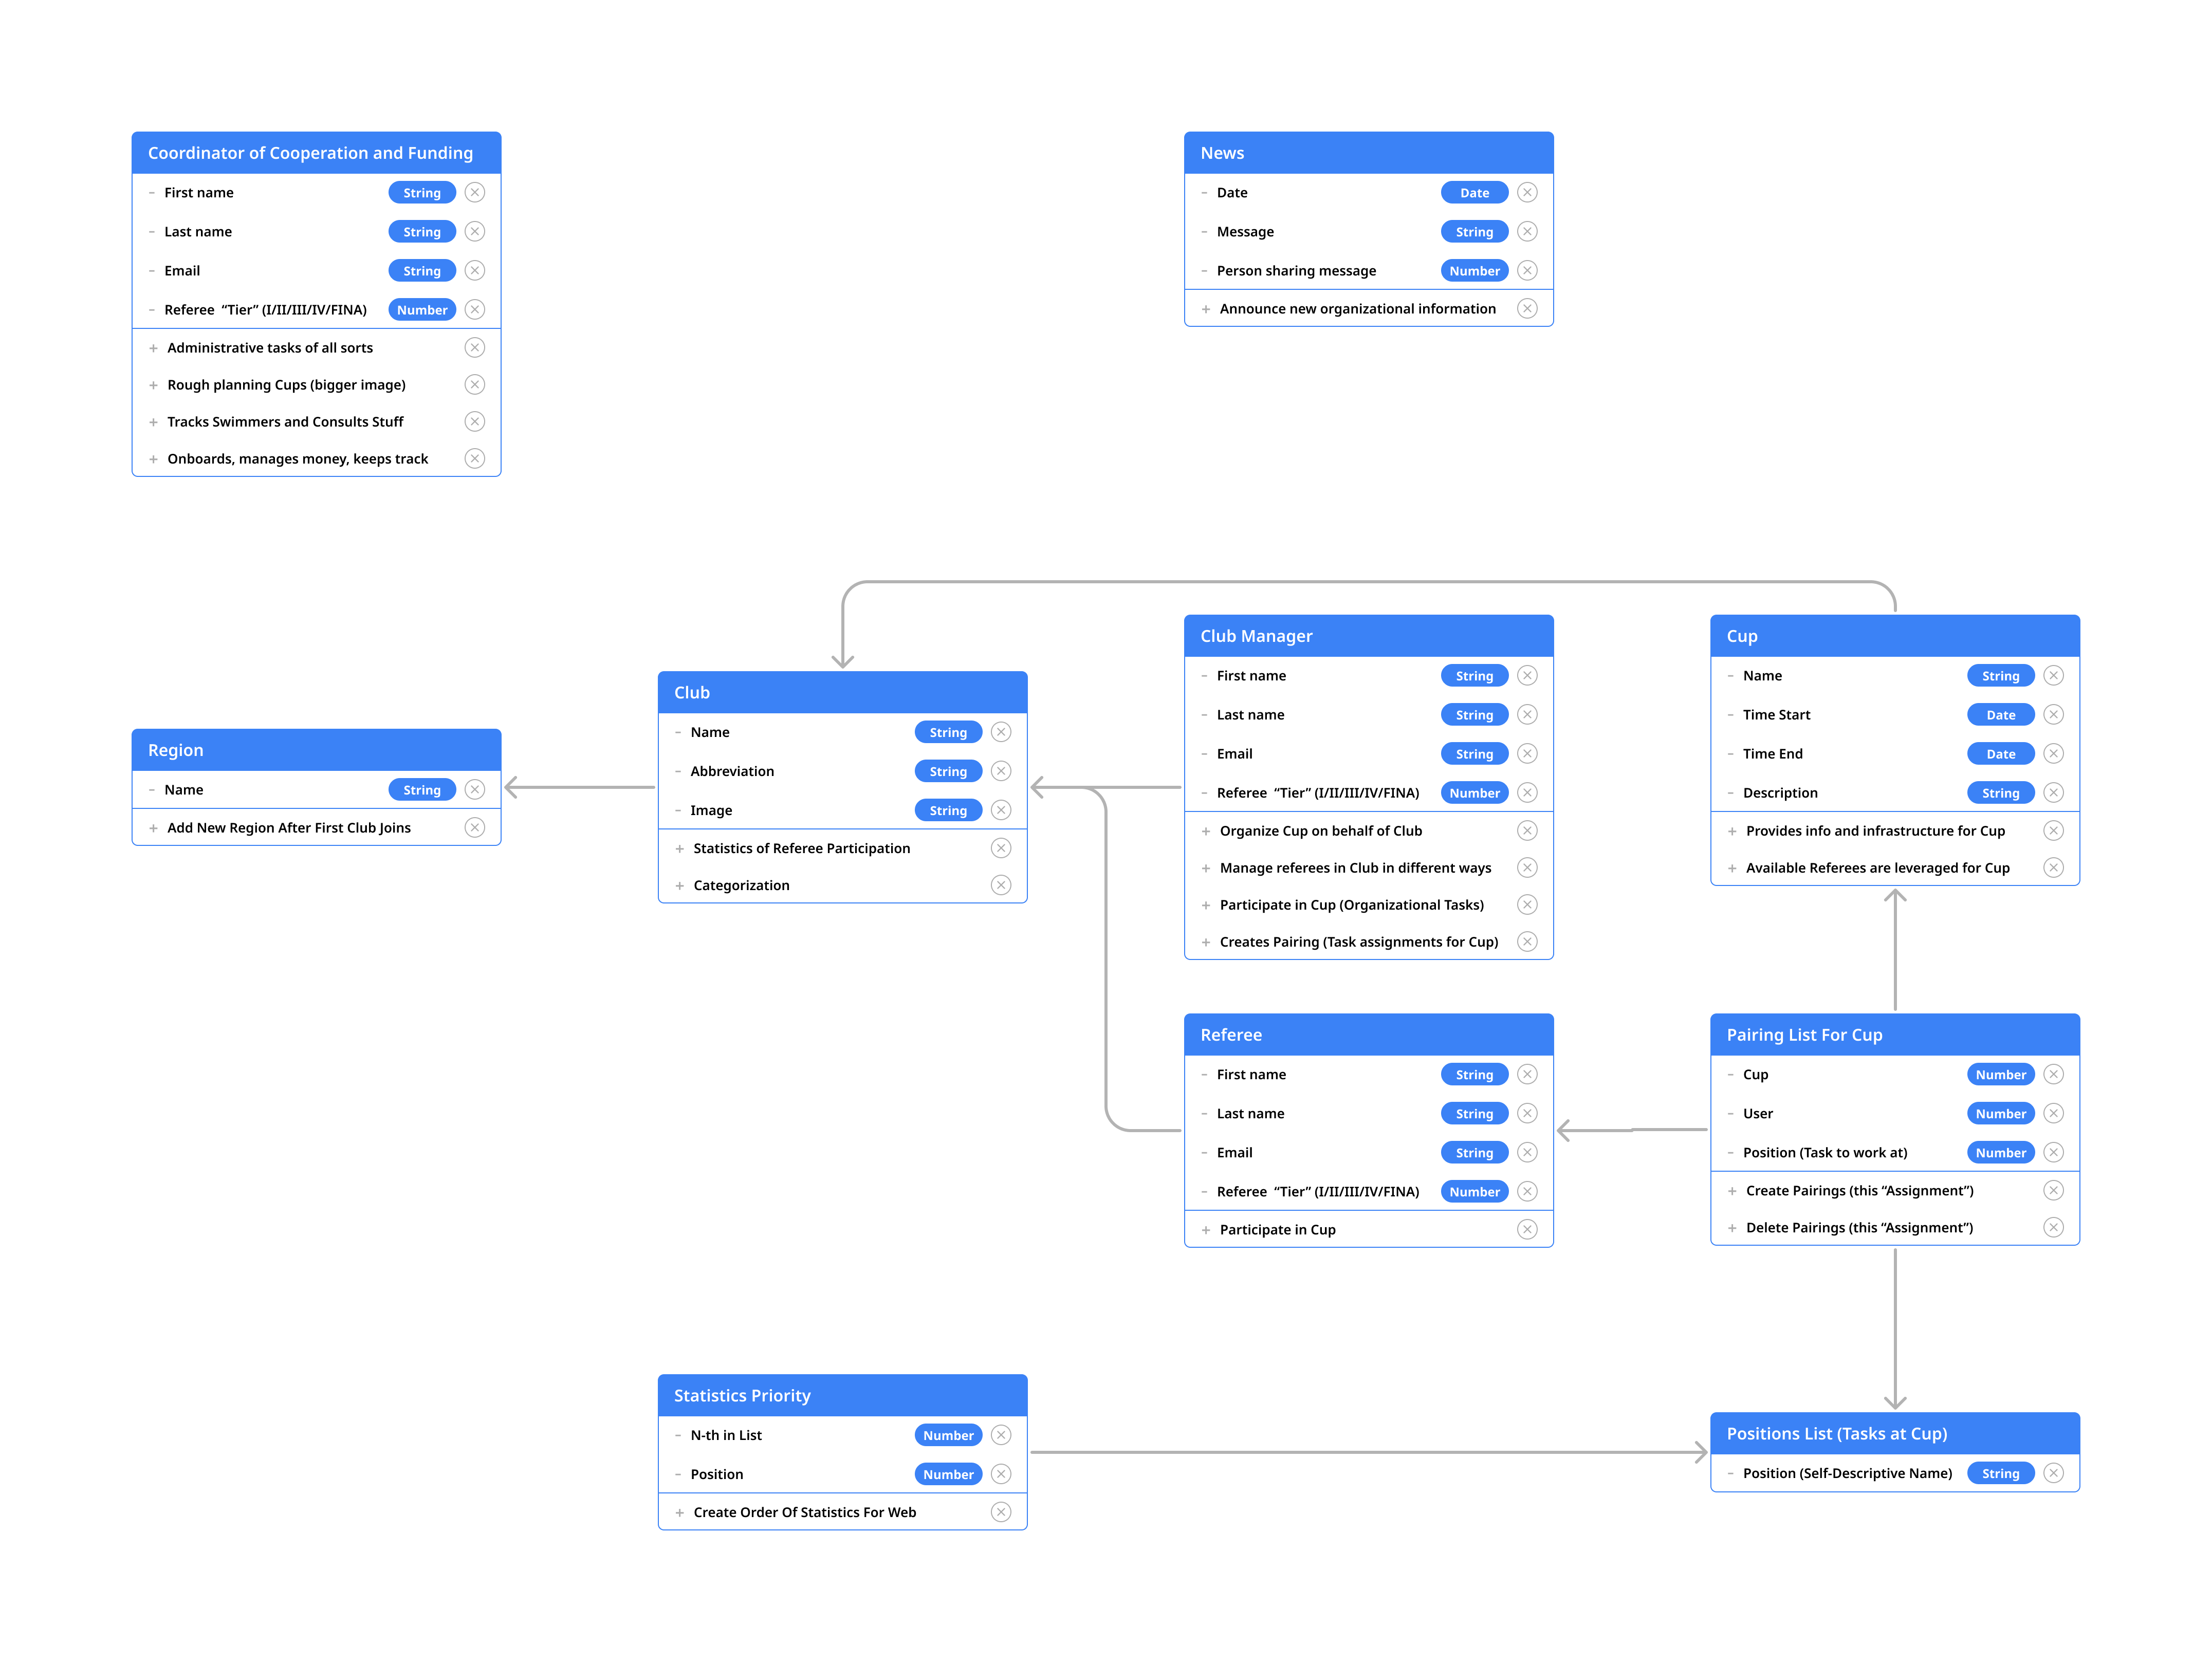 Coordinator of Cooperation and Funding
- First name String
- Last name String
- Email String
- Referee “Tier” (I/II/III/IV/FINA) Number
+ Administrative tasks of all sorts
+ Rough planning Cups (bigger image)
+ Tracks Swimmers and Consults Stuff
+ Onboards, manages money, keeps track
News
- Date Date
- Message String
- Person sharing message Number
+ Announce new organizational information
Region
- Name String
+ Add New Region After First Club Joins
Club
- Name String
- Abbreviation String
- Image String
+ Statistics of Referee Participation
+ Categorization
Club Manager
- First name String
- Last name String
- Email String
- Referee “Tier” (I/II/III/IV/FINA) Number
+ Organize Cup on behalf of Club
+ Manage referees in Club in different ways
+ Participate in Cup (Organizational Tasks)
+ Creates Pairing (Task assignments for Cup)
Cup
- Name String
- Time Start Date
- Time End Date
- Description String
+ Provides info and infrastructure for Cup
+ Available Referees are leveraged for Cup
Referee
- First name String
- Last name String
- Email String
- Referee “Tier” (I/II/III/IV/FINA) Number
+ Participate in Cup
Pairing List For Cup
- Cup Number
- User Number
- Position (Task to work at) Number
+ Create Pairings (this “Assignment”)
+ Delete Pairings (this “Assignment”)
Statistics Priority
- N-th in List Number
- Position Number
+ Create Order Of Statistics For Web
Positions List (Tasks at Cup)
- Position (Self-Descriptive Name) String